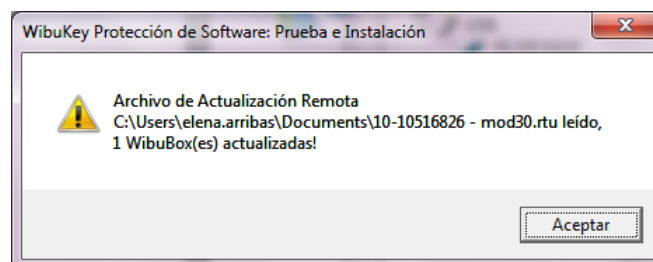 WibuKey Protección de Software: Prueba e Instalación
Archivo de Actualización Remota
C:\Users\elena.arribas\Documents\10-10516826 - mod30.rtu leído,
1 WibuBox(es) actualizadas!
Aceptar